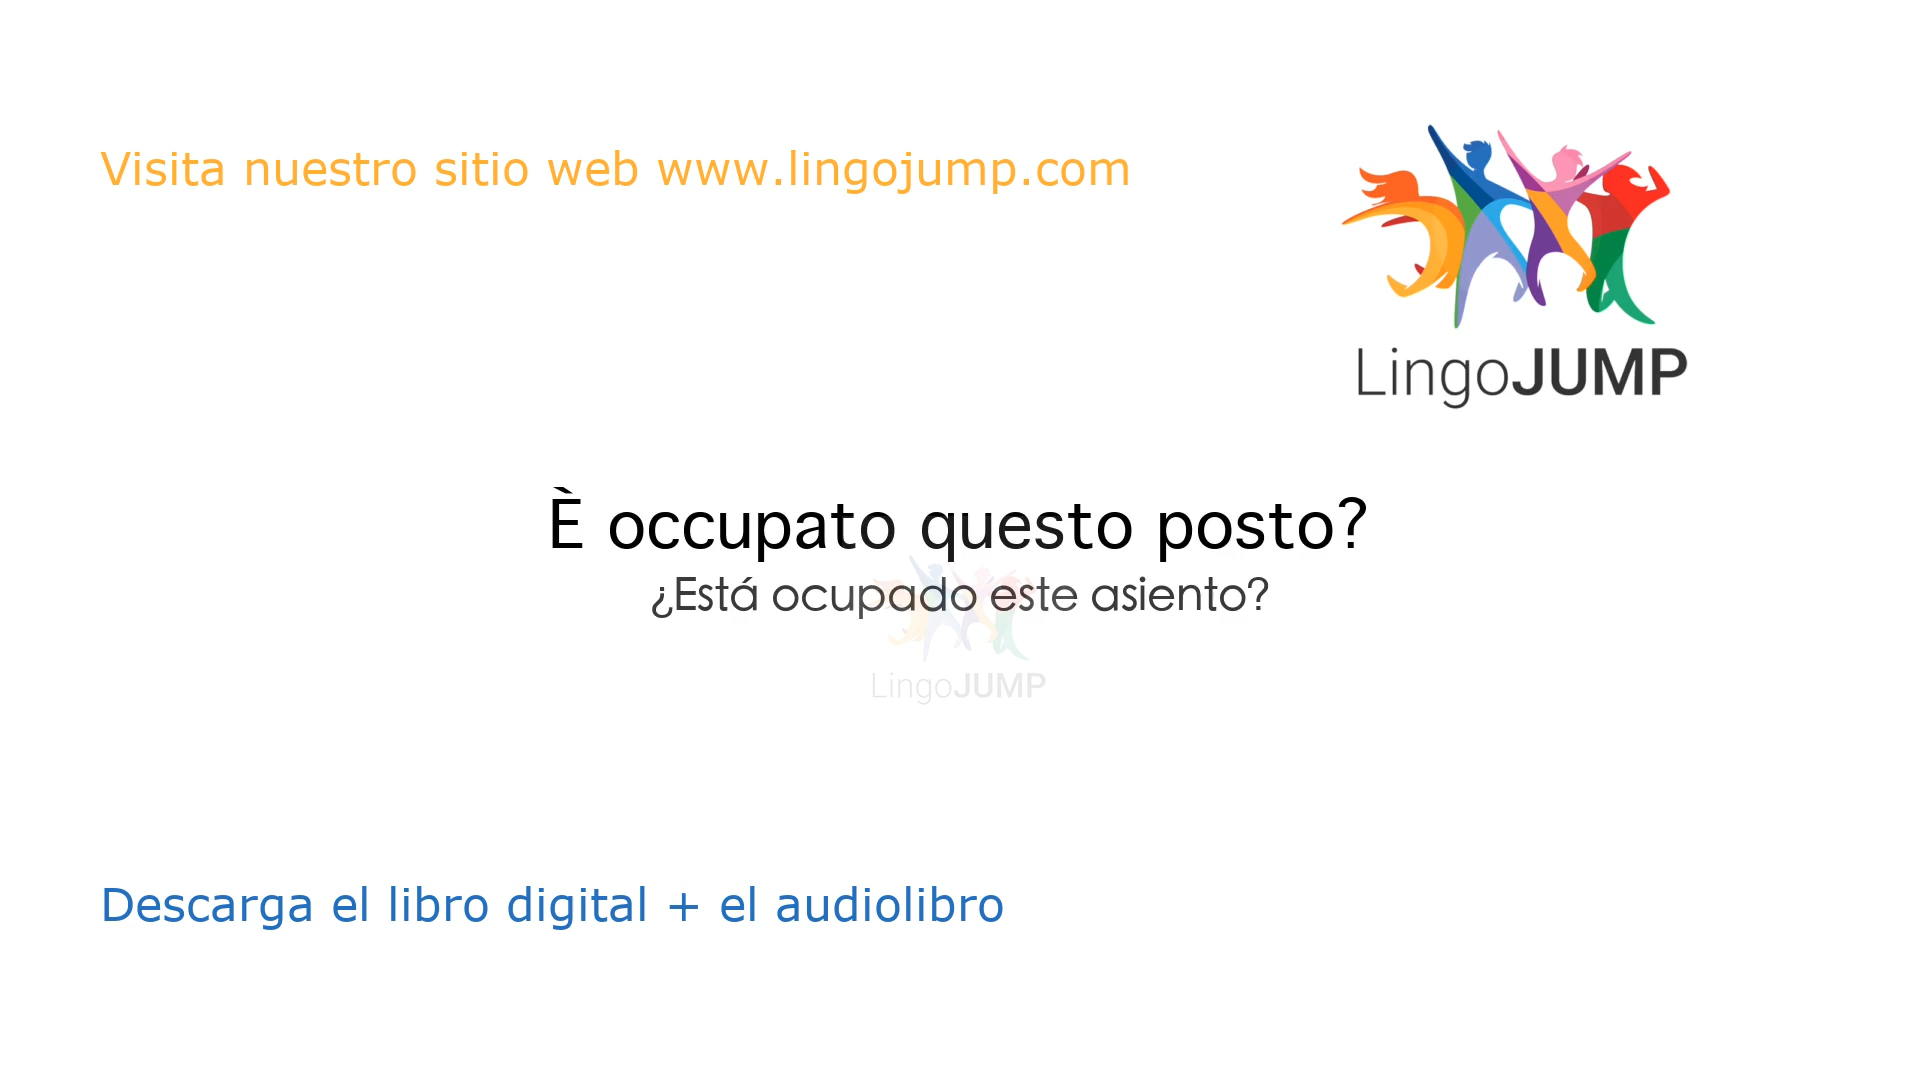 Visita nuestro sitio web www.lingojump.com
LingoJUMP
È occupato questo posto?
¿Está ocupado este asiento?
LingoJUMP
Descarga el libro digital + el audiolibro